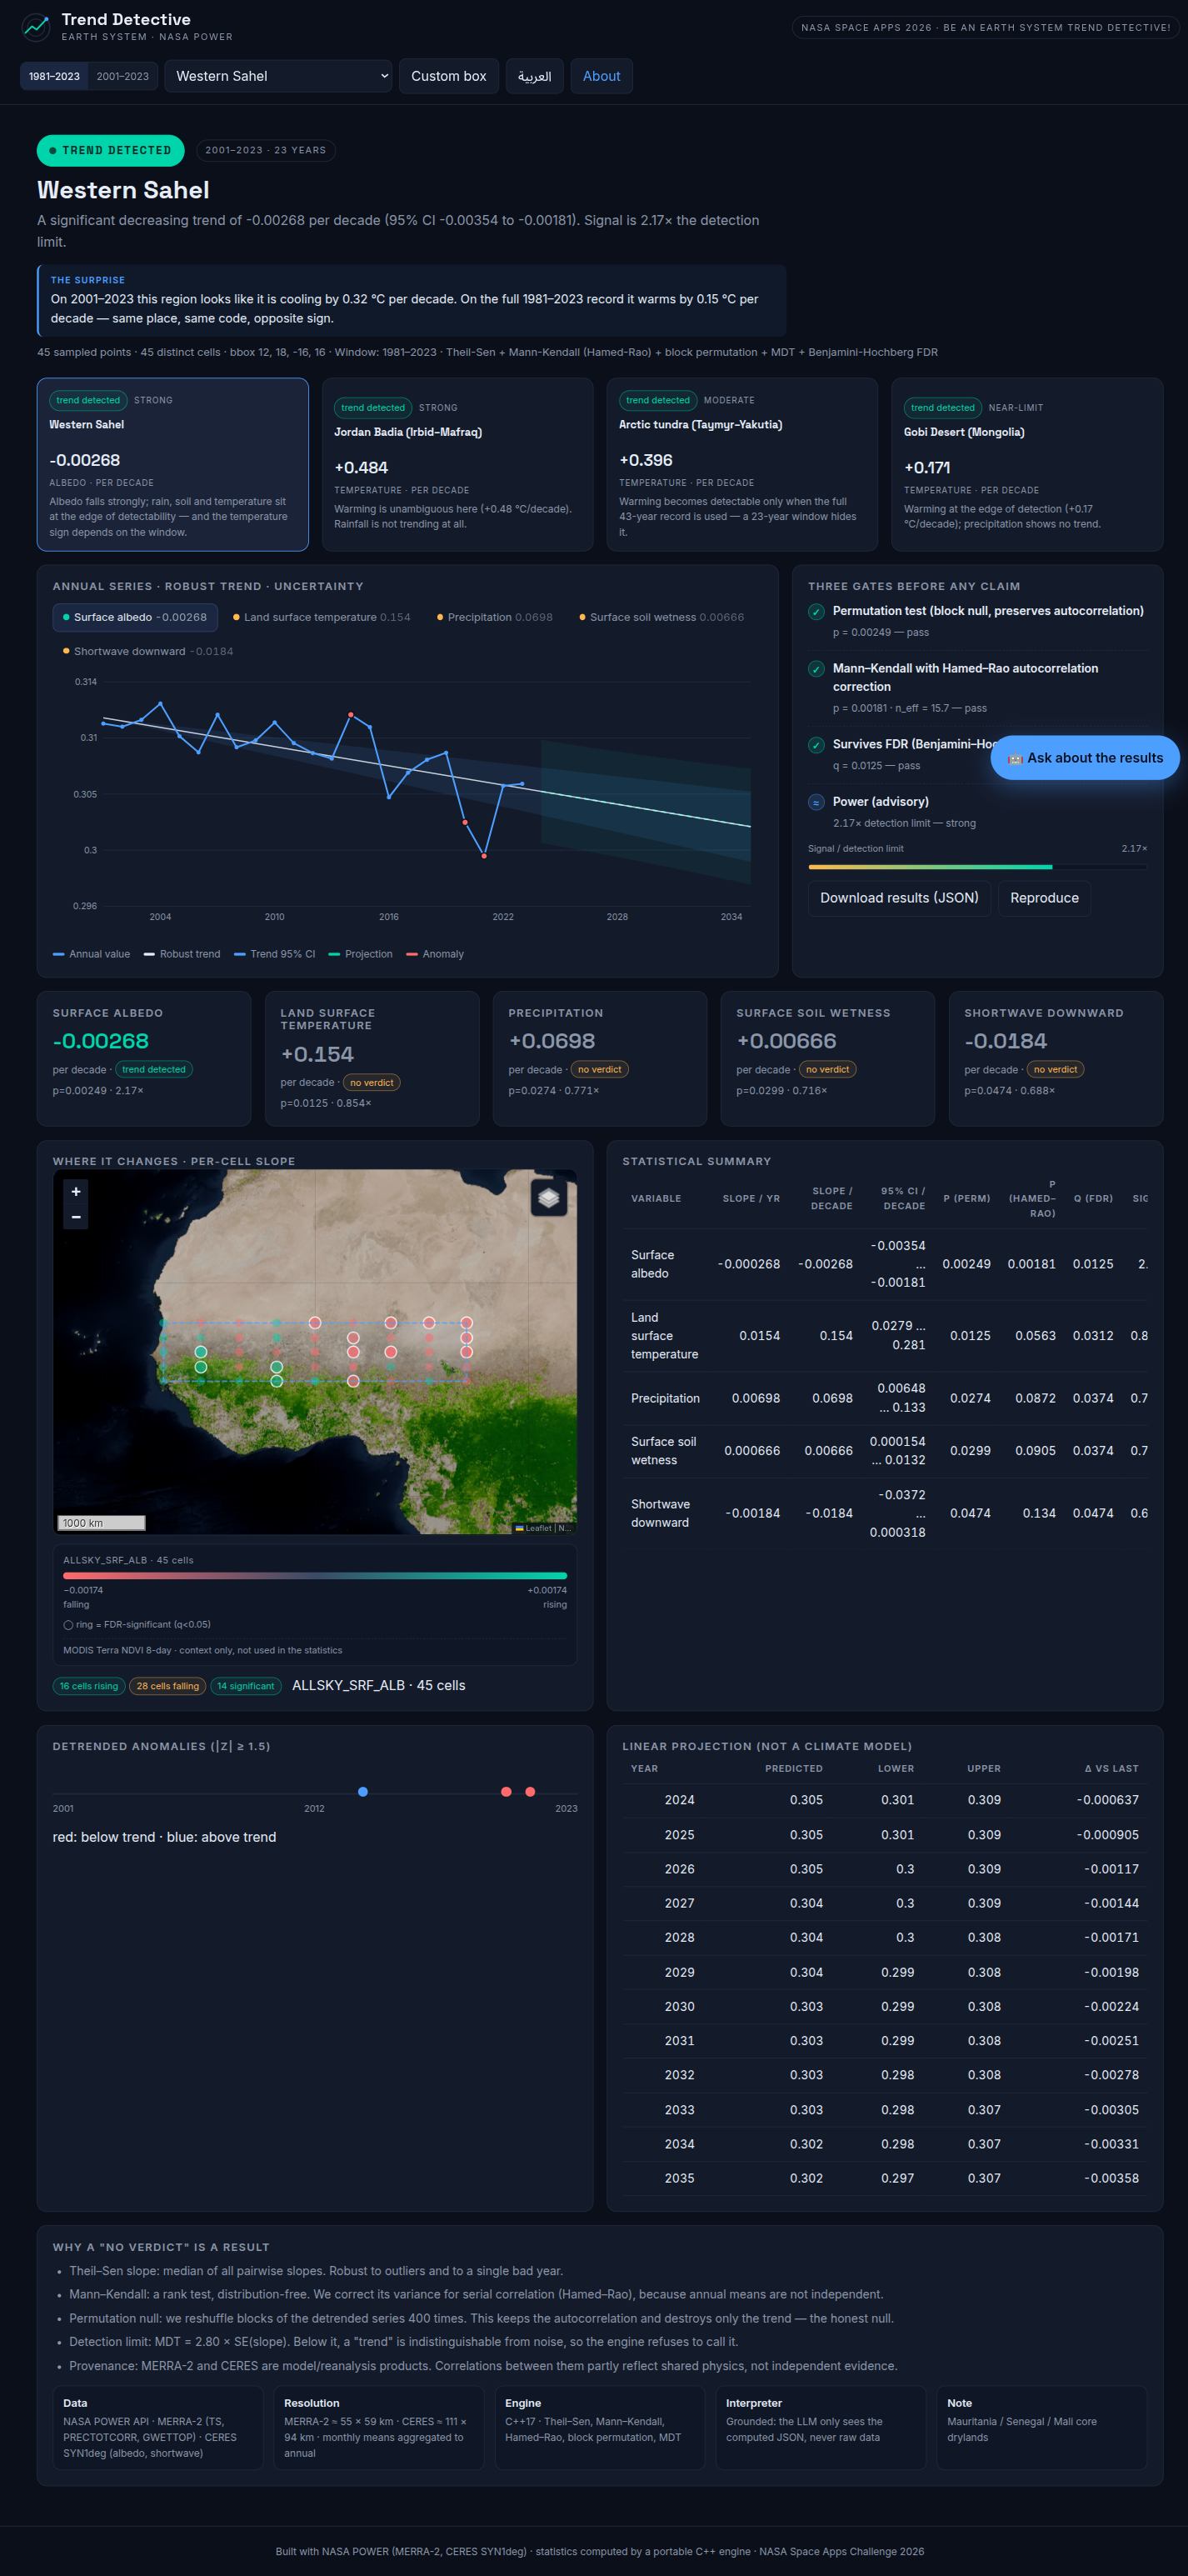 Trend Detective
EARTH SYSTEM · NASA POWER
NASA SPACE APPS 2026 · BE AN EARTH SYSTEM TREND DETECTIVE!
1981–2023
2001–2023
Western Sahel
Custom box
العربية
About
TREND DETECTED
2001–2023 · 23 YEARS
Western Sahel
A significant decreasing trend of -0.00268 per decade (95% CI -0.00354 to -0.00181). Signal is 2.17× the detection
limit.
THE SURPRISE
On 2001–2023 this region looks like it is cooling by 0.32 °C per decade. On the full 1981–2023 record it warms by 0.15 °C per
decade — same place, same code, opposite sign.
45 sampled points · 45 distinct cells · bbox 12, 18, -16, 16 · Window: 1981–2023 · Theil-Sen + Mann-Kendall (Hamed-Rao) + block permutation + MDT + Benjamini-Hochberg FDR
trend detected STRONG
Western Sahel
-0.00268
ALBEDO · PER DECADE
Albedo falls strongly; rain, soil and temperature sit
at the edge of detectability — and the temperature
sign depends on the window.
trend detected STRONG
Jordan Badia (Irbid–Mafraq)
+0.484
TEMPERATURE · PER DECADE
Warming is unambiguous here (+0.48 °C/decade).
Rainfall is not trending at all.
trend detected MODERATE
Arctic tundra (Taymyr–Yakutia)
+0.396
TEMPERATURE · PER DECADE
Warming becomes detectable only when the full
43-year record is used — a 23-year window hides
it.
trend detected NEAR-LIMIT
Gobi Desert (Mongolia)
+0.171
TEMPERATURE · PER DECADE
Warming at the edge of detection (+0.17
°C/decade); precipitation shows no trend.
ANNUAL SERIES · ROBUST TREND · UNCERTAINTY
Surface albedo -0.00268
Land surface temperature 0.154
Precipitation 0.0698
Surface soil wetness 0.00666
Shortwave downward -0.0184
0.314
0.31
0.305
0.3
0.296
2004 2010 2016 2022 2028 2034
Annual value
Robust trend
Trend 95% CI
Projection
Anomaly
THREE GATES BEFORE ANY CLAIM
✓ Permutation test (block null, preserves autocorrelation)
p = 0.00249 — pass
✓ Mann–Kendall with Hamed–Rao autocorrelation
correction
p = 0.00181 · n_eff = 15.7 — pass
✓ Survives FDR (Benjamini–Hoc
q = 0.0125 — pass
🤖 Ask about the results
≈ Power (advisory)
2.17× detection limit — strong
Signal / detection limit 2.17×
Download results (JSON)
Reproduce
SURFACE ALBEDO
-0.00268
per decade · trend detected
p=0.00249 · 2.17×
LAND SURFACE
TEMPERATURE
+0.154
per decade · no verdict
p=0.0125 · 0.854×
PRECIPITATION
+0.0698
per decade · no verdict
p=0.0274 · 0.771×
SURFACE SOIL WETNESS
+0.00666
per decade · no verdict
p=0.0299 · 0.716×
SHORTWAVE DOWNWARD
-0.0184
per decade · no verdict
p=0.0474 · 0.688×
WHERE IT CHANGES · PER-CELL SLOPE
+
−
1000 km
Leaflet | N...
ALLSKY_SRF_ALB · 45 cells
−0.00174 +0.00174
falling rising
◯ ring = FDR-significant (q<0.05)
MODIS Terra NDVI 8-day · context only, not used in the statistics
16 cells rising
28 cells falling
14 significant
ALLSKY_SRF_ALB · 45 cells
STATISTICAL SUMMARY
VARIABLE SLOPE / YR SLOPE / DECADE 95% CI / DECADE P (PERM) P (HAMED–RAO) Q (FDR) SIG
Surface albedo -0.000268 -0.00268 -0.00354 ... -0.00181 0.00249 0.00181 0.0125 2.
Land surface temperature 0.0154 0.154 0.0279 ... 0.281 0.0125 0.0563 0.0312 0.8
Precipitation 0.00698 0.0698 0.00648 ... 0.133 0.0274 0.0872 0.0374 0.7
Surface soil wetness 0.000666 0.00666 0.000154 ... 0.0132 0.0299 0.0905 0.0374 0.7
Shortwave downward -0.00184 -0.0184 -0.0372 ... 0.000318 0.0474 0.134 0.0474 0.6
DETRENDED ANOMALIES (|Z| ≥ 1.5)
2001 2012 2023
red: below trend · blue: above trend
LINEAR PROJECTION (NOT A CLIMATE MODEL)
YEAR PREDICTED LOWER UPPER Δ VS LAST
2024 0.305 0.301 0.309 -0.000637
2025 0.305 0.301 0.309 -0.000905
2026 0.305 0.3 0.309 -0.00117
2027 0.304 0.3 0.309 -0.00144
2028 0.304 0.3 0.308 -0.00171
2029 0.304 0.299 0.308 -0.00198
2030 0.303 0.299 0.308 -0.00224
2031 0.303 0.299 0.308 -0.00251
2032 0.303 0.298 0.308 -0.00278
2033 0.303 0.298 0.307 -0.00305
2034 0.302 0.298 0.307 -0.00331
2035 0.302 0.297 0.307 -0.00358
WHY A "NO VERDICT" IS A RESULT
• Theil–Sen slope: median of all pairwise slopes. Robust to outliers and to a single bad year.
• Mann–Kendall: a rank test, distribution-free. We correct its variance for serial correlation (Hamed–Rao), because annual means are not independent.
• Permutation null: we reshuffle blocks of the detrended series 400 times. This keeps the autocorrelation and destroys only the trend — the honest null.
• Detection limit: MDT = 2.80 × SE(slope). Below it, a "trend" is indistinguishable from noise, so the engine refuses to call it.
• Provenance: MERRA-2 and CERES are model/reanalysis products. Correlations between them partly reflect shared physics, not independent evidence.
Data
NASA POWER API · MERRA-2 (TS,
PRECTOTCORR, GWETTOP) · CERES
SYN1deg (albedo, shortwave)
Resolution
MERRA-2 ≈ 55 × 59 km · CERES ≈ 111 ×
94 km · monthly means aggregated to
annual
Engine
C++17 · Theil–Sen, Mann–Kendall,
Hamed–Rao, block permutation, MDT
Interpreter
Grounded: the LLM only sees the
computed JSON, never raw data
Note
Mauritania / Senegal / Mali core
drylands
Built with NASA POWER (MERRA-2, CERES SYN1deg) · statistics computed by a portable C++ engine · NASA Space Apps Challenge 2026